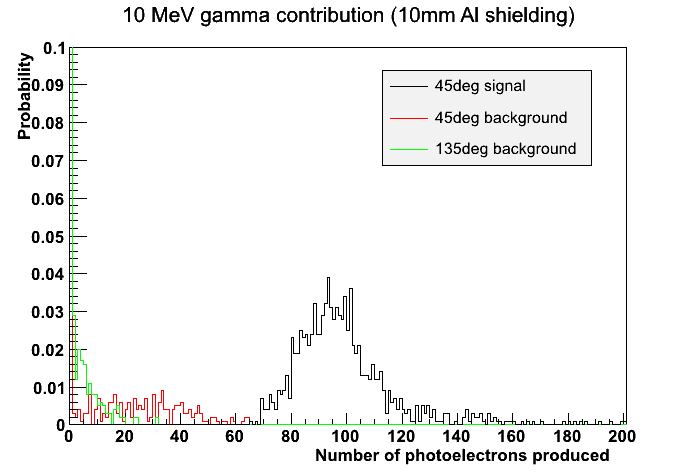 10 MeV gamma contribution (10mm Al shielding)
Probability
0.1
0.09
0.08
0.07
0.06
0.05
0.04
0.03
0.02
0.01
0
45deg signal
45deg background
135deg background
0 20 40 60 80 100 120 140 160 180 200
Number of photoelectrons produced